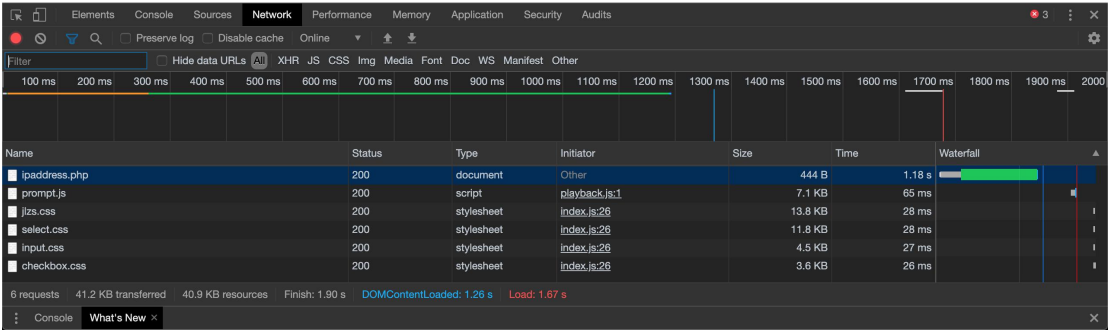 Elements Console Sources Network Performance Memory Application Security Audits 3
Preserve log Disable cache Online
Filter Hide data URLs All XHR JS CSS Img Media Font Doc WS Manifest Other
100 ms 200 ms 300 ms 400 ms 500 ms 600 ms 700 ms 800 ms 900 ms 1000 ms 1100 ms 1200 ms 1300 ms 1400 ms 1500 ms 1600 ms 1700 ms 1800 ms 1900 ms 2000
Name Status Type Initiator Size Time Waterfall
ipaddress.php 200 document Other 444 B 1.18 s
prompt.js 200 script playback.js:1 7.1 KB 65 ms
jlzs.css 200 stylesheet index.js:26 13.8 KB 28 ms
select.css 200 stylesheet index.js:26 11.8 KB 28 ms
input.css 200 stylesheet index.js:26 4.5 KB 27 ms
checkbox.css 200 stylesheet index.js:26 3.6 KB 26 ms
6 requests 41.2 KB transferred 40.9 KB resources Finish: 1.90 s DOMContentLoaded: 1.26 s Load: 1.67 s
Console What's New ×